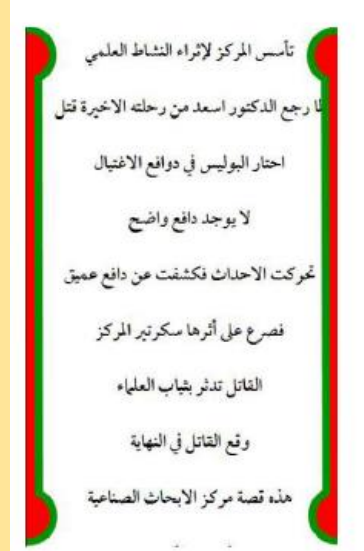 تأسس المركز لإثراء النشاط العلمي
لما رجع الدكتور اسعد من رحلته الاخيرة قتل
احتار البوليس في دوافع الاغتيال
لا يوجد دافع واضح
تحركت الاحداث فكشفت عن دافع عميق
فصرع على أثرها سكرتير المركز
القاتل تدثر بثياب العلماء
وقع القاتل في النهاية
هذه قصة مركز الابحاث الصناعية